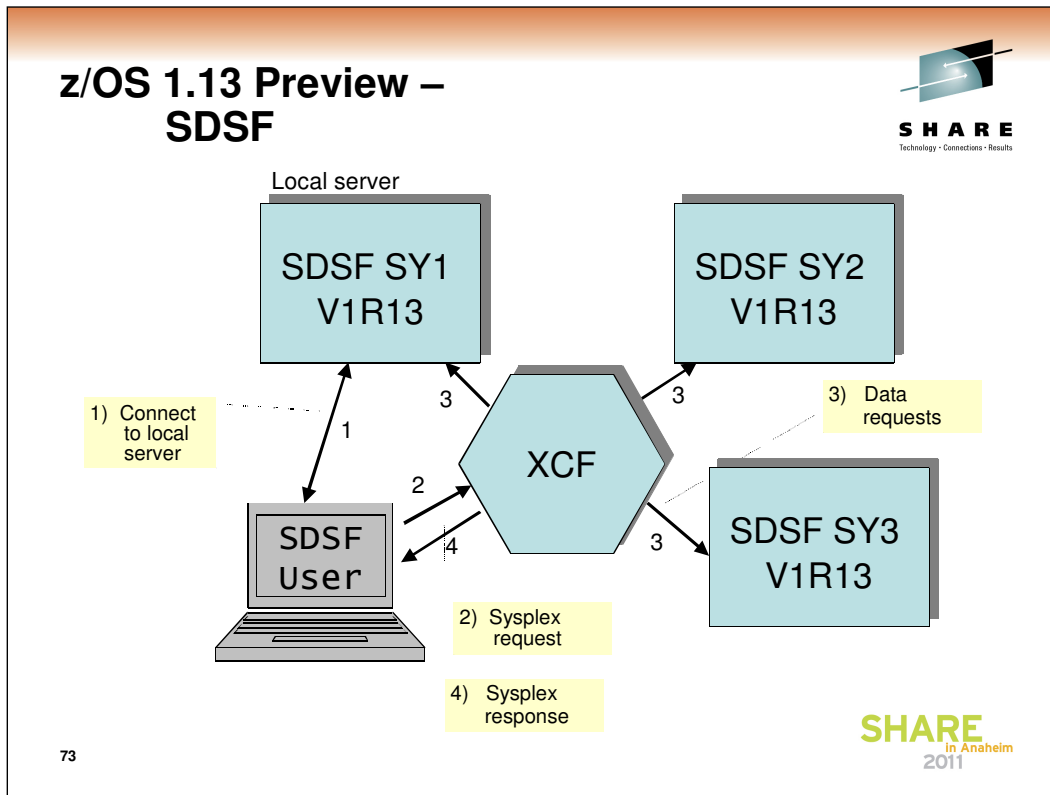 z/OS 1.13 Preview –
SDSF
S H A R E
Technology • Connections • Results
Local server
SDSF SY1
V1R13
SDSF SY2
V1R13
3
3
3) Data
requests
1) Connect
to local
server
1
XCF
2
SDSF
User
4
3
SDSF SY3
V1R13
2) Sysplex
request
4) Sysplex
response
73
SHARE
in Anaheim
2011